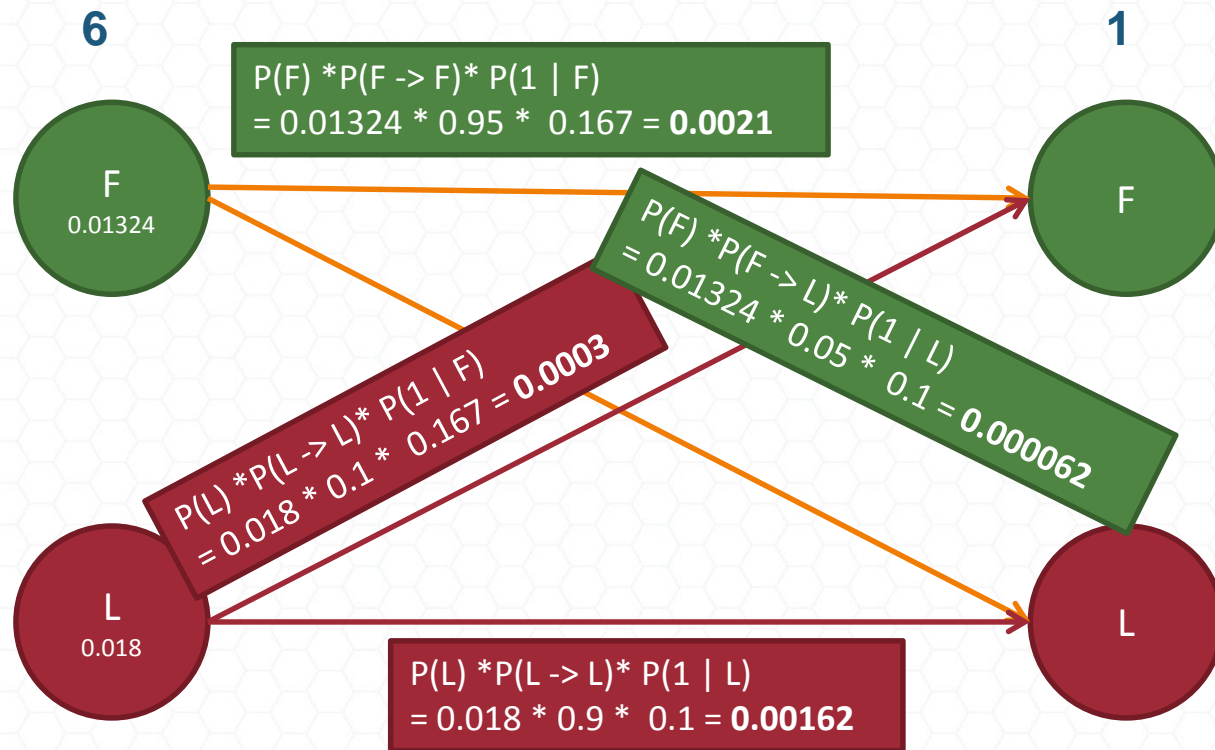 6
1
P(F) *P(F -> F)* P(1 | F)
= 0.01324 * 0.95 *  0.167 = 0.0021
F
0.01324
F
P(F) *P(F -> L)* P(1 | L)
= 0.01324 * 0.05 *  0.1 = 0.000062
P(L) *P(L -> L)* P(1 | F)
= 0.018 * 0.1 *  0.167 = 0.0003
L
0.018
L
P(L) *P(L -> L)* P(1 | L)
= 0.018 * 0.9 *  0.1 = 0.00162